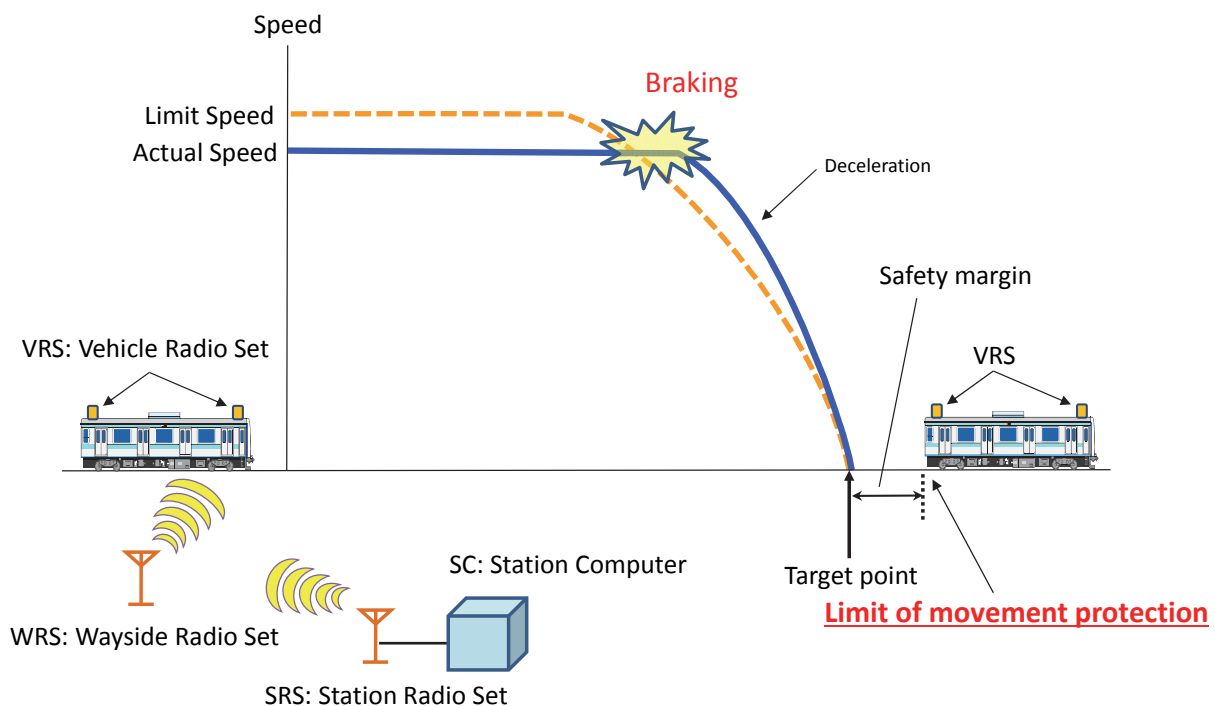 Speed
Braking
Limit Speed
Actual Speed
Deceleration
Safety margin
VRS: Vehicle Radio Set
VRS
SC: Station Computer
Target point
Limit of movement protection
WRS: Wayside Radio Set
SRS: Station Radio Set